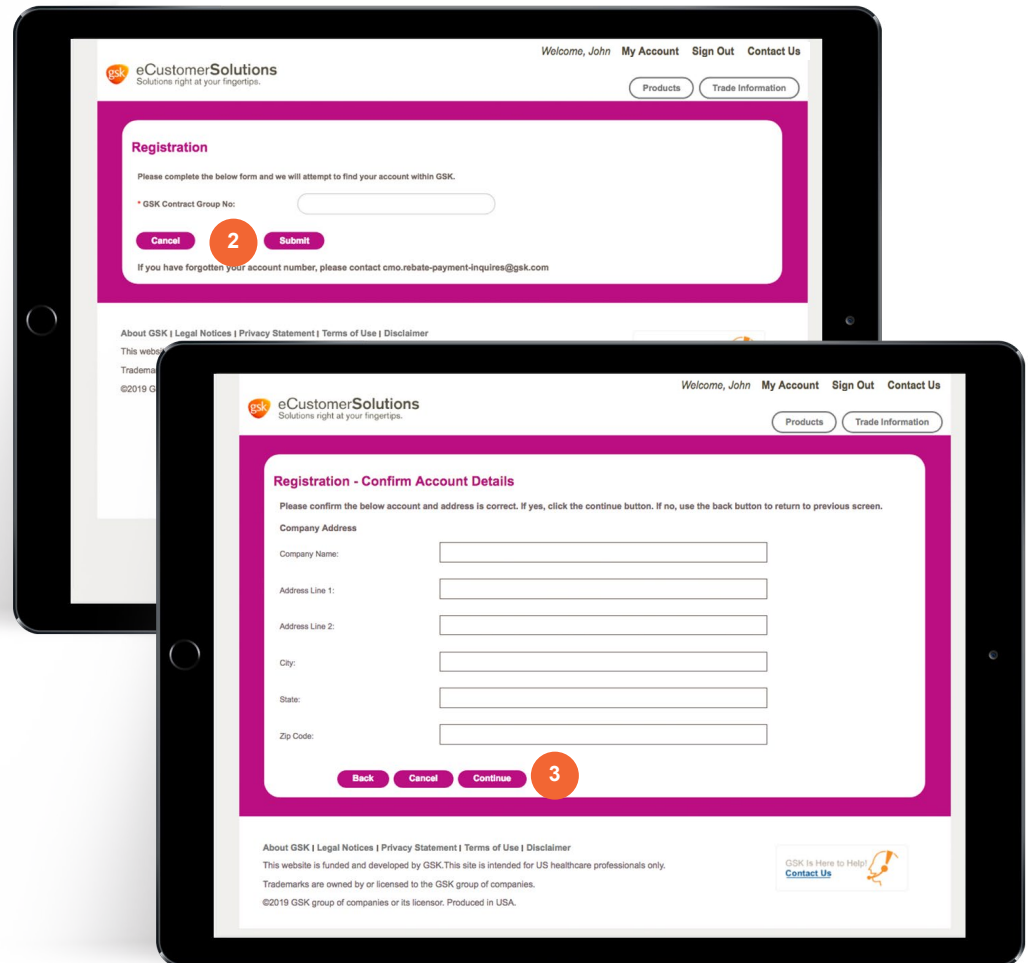 Welcome, John My Account Sign Out Contact Us
gsk eCustomerSolutions
Solutions right at your fingertips.
Products Trade Information
Registration
Please complete the below form and we will attempt to find your account within GSK.
* GSK Contract Group No:
Cancel 2 Submit
If you have forgotten your account number, please contact cmo.rebate-payment-inquires@gsk.com
About GSK | Legal Notices | Privacy Statement | Terms of Use | Disclaimer
This
©2019
Welcome, John My Account Sign Out Contact Us
gsk eCustomerSolutions
Solutions right at your fingertips.
Products Trade Information
Registration - Confirm Account Details
Please confirm the below account and address is correct. If yes, click the continue button. If no, use the back button to return to previous screen.
Company Address
Company Name:
Address Line 1:
Address Line 2:
City:
State:
Zip Code:
Back Cancel Continue 3
About GSK | Legal Notices | Privacy Statement | Terms of Use | Disclaimer
This website is funded and developed by GSK.This site is intended for US healthcare professionals only.
Trademarks are owned by or licensed to the GSK group of companies.
©2019 GSK group of companies or its licensor. Produced in USA.
GSK Is Here to Help!
Contact Us